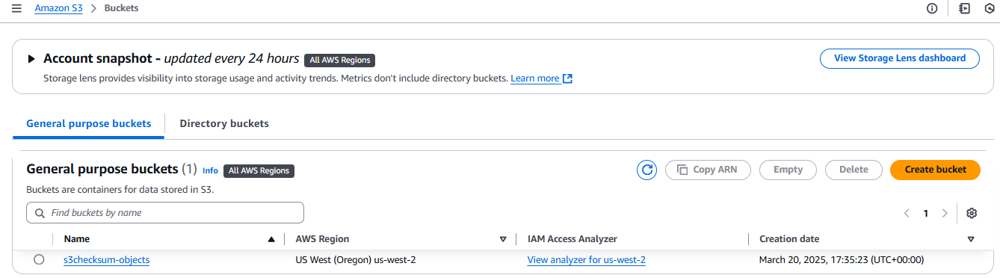 Amazon S3 > Buckets
Account snapshot - updated every 24 hours All AWS Regions View Storage Lens dashboard
Storage lens provides visibility into storage usage and activity trends. Metrics don't include directory buckets. Learn more
General purpose buckets Directory buckets
General purpose buckets (1) Info All AWS Regions Copy ARN Empty Delete Create bucket
Buckets are containers for data stored in S3.
Find buckets by name 1
Name AWS Region IAM Access Analyzer Creation date
s3checksum-objects US West (Oregon) us-west-2 View analyzer for us-west-2 March 20, 2025, 17:35:23 (UTC+00:00)